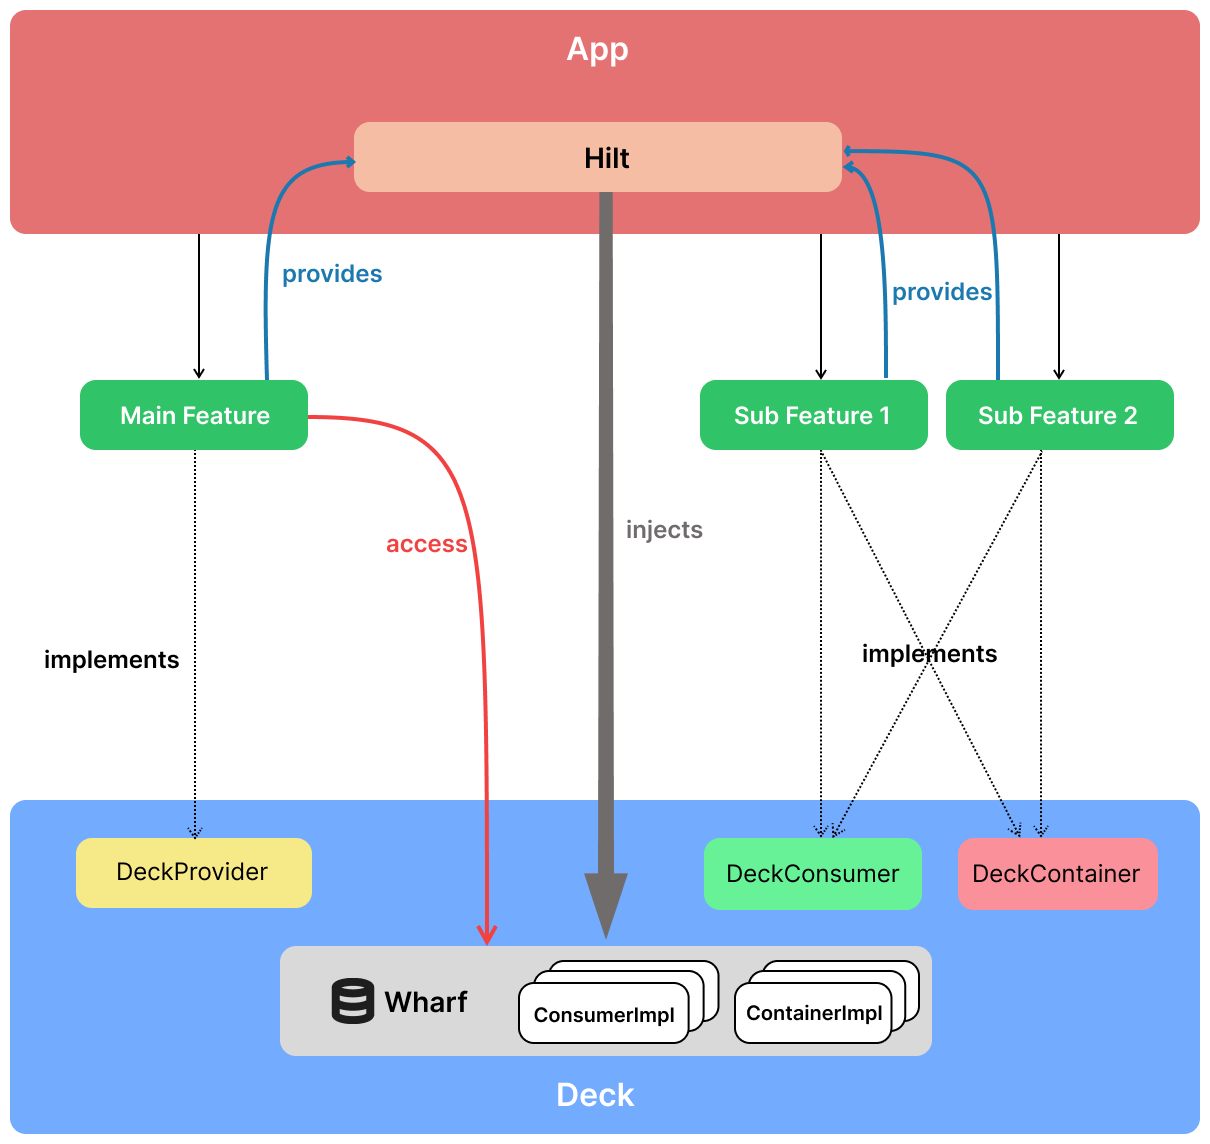 App
Hilt
provides
provides
Main Feature
Sub Feature 1
Sub Feature 2
access
injects
implements
implements
DeckProvider
DeckConsumer
DeckContainer
Wharf
ConsumerImpl
ContainerImpl
Deck